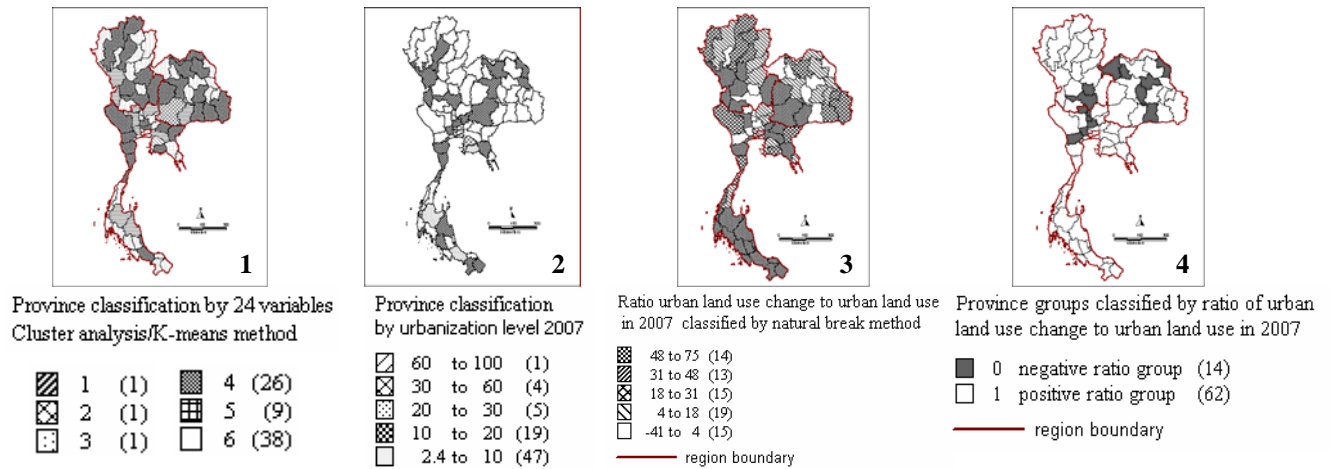 1
2
3
4
Province classification by 24 variables
Cluster analysis/K-means method
1 (1)
2 (1)
3 (1)
4 (26)
5 (9)
6 (38)
Province classification
by urbanization level 2007
60 to 100 (1)
30 to 60 (4)
20 to 30 (5)
10 to 20 (19)
2.4 to 10 (47)
Ratio urban land use change to urban land use
in 2007 classified by natural break method
48 to 75 (14)
31 to 48 (13)
18 to 31 (15)
4 to 18 (19)
-41 to 4 (15)
region boundary
Province groups classified by ratio of urban
land use change to urban land use in 2007
0 negative ratio group (14)
1 positive ratio group (62)
region boundary